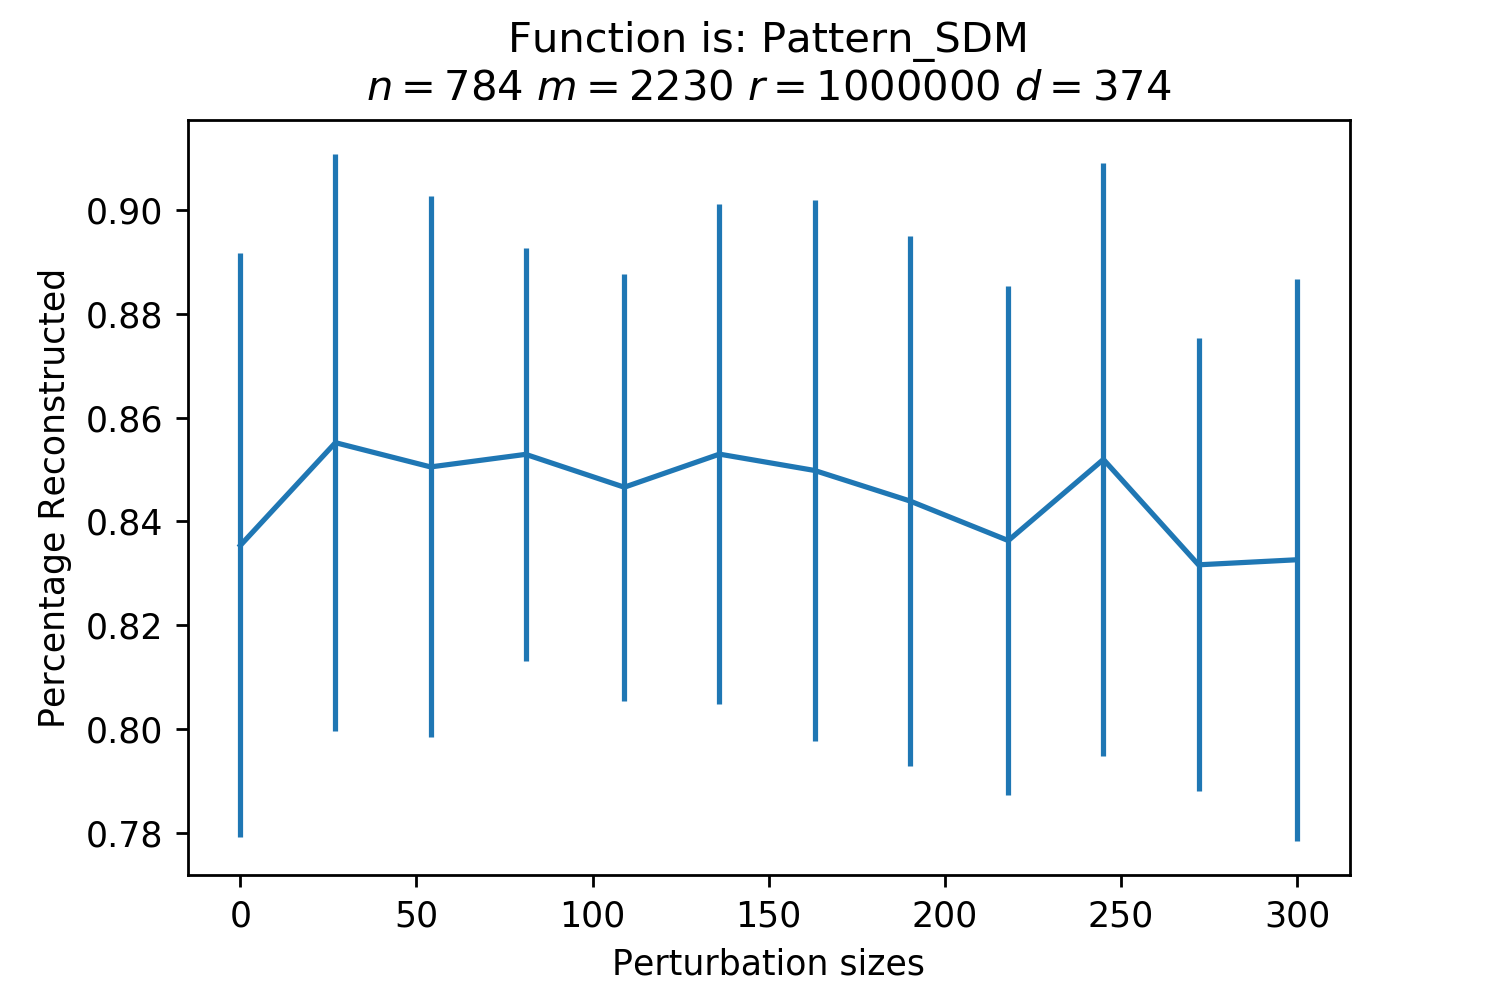 Function is: Pattern_SDM
n = 784 m = 2230 r = 1000000 d = 374
Percentage Reconstructed
0.90
0.88
0.86
0.84
0.82
0.80
0.78
0 50 100 150 200 250 300
Perturbation sizes